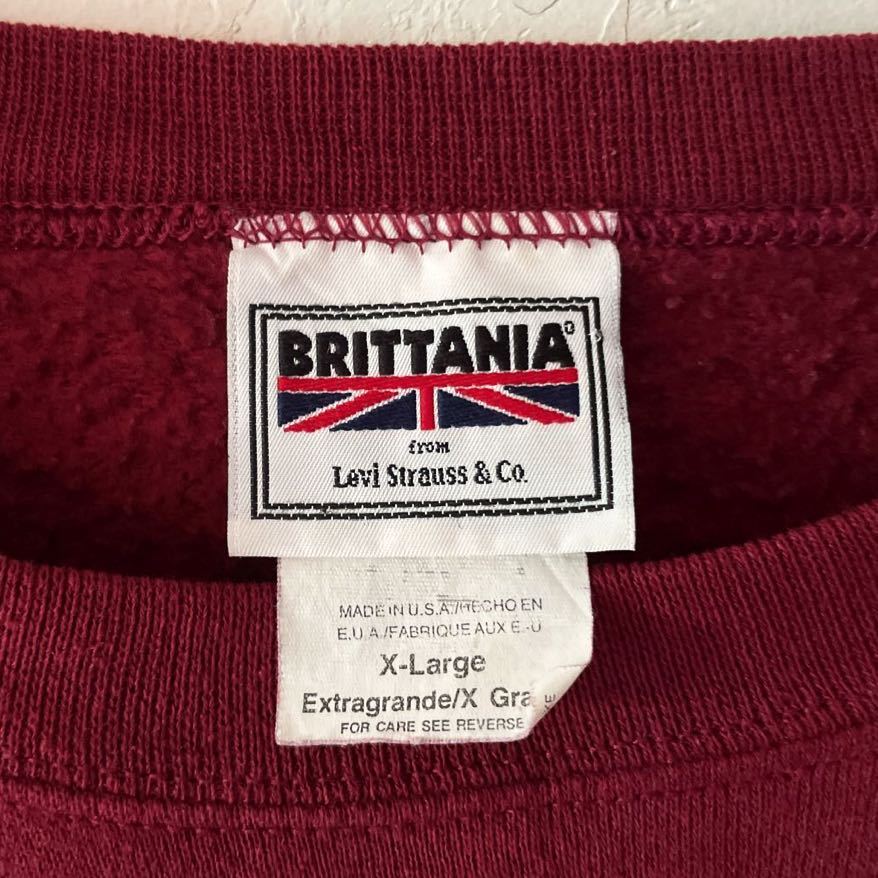 BRITTANIA®
from
Levi Strauss & Co.
MADE IN U.S.A./HECHO EN
E.U.A./FABRIQUE AUX E.-U
X-Large
Extragrande/X Gra
FOR CARE SEE REVERSE